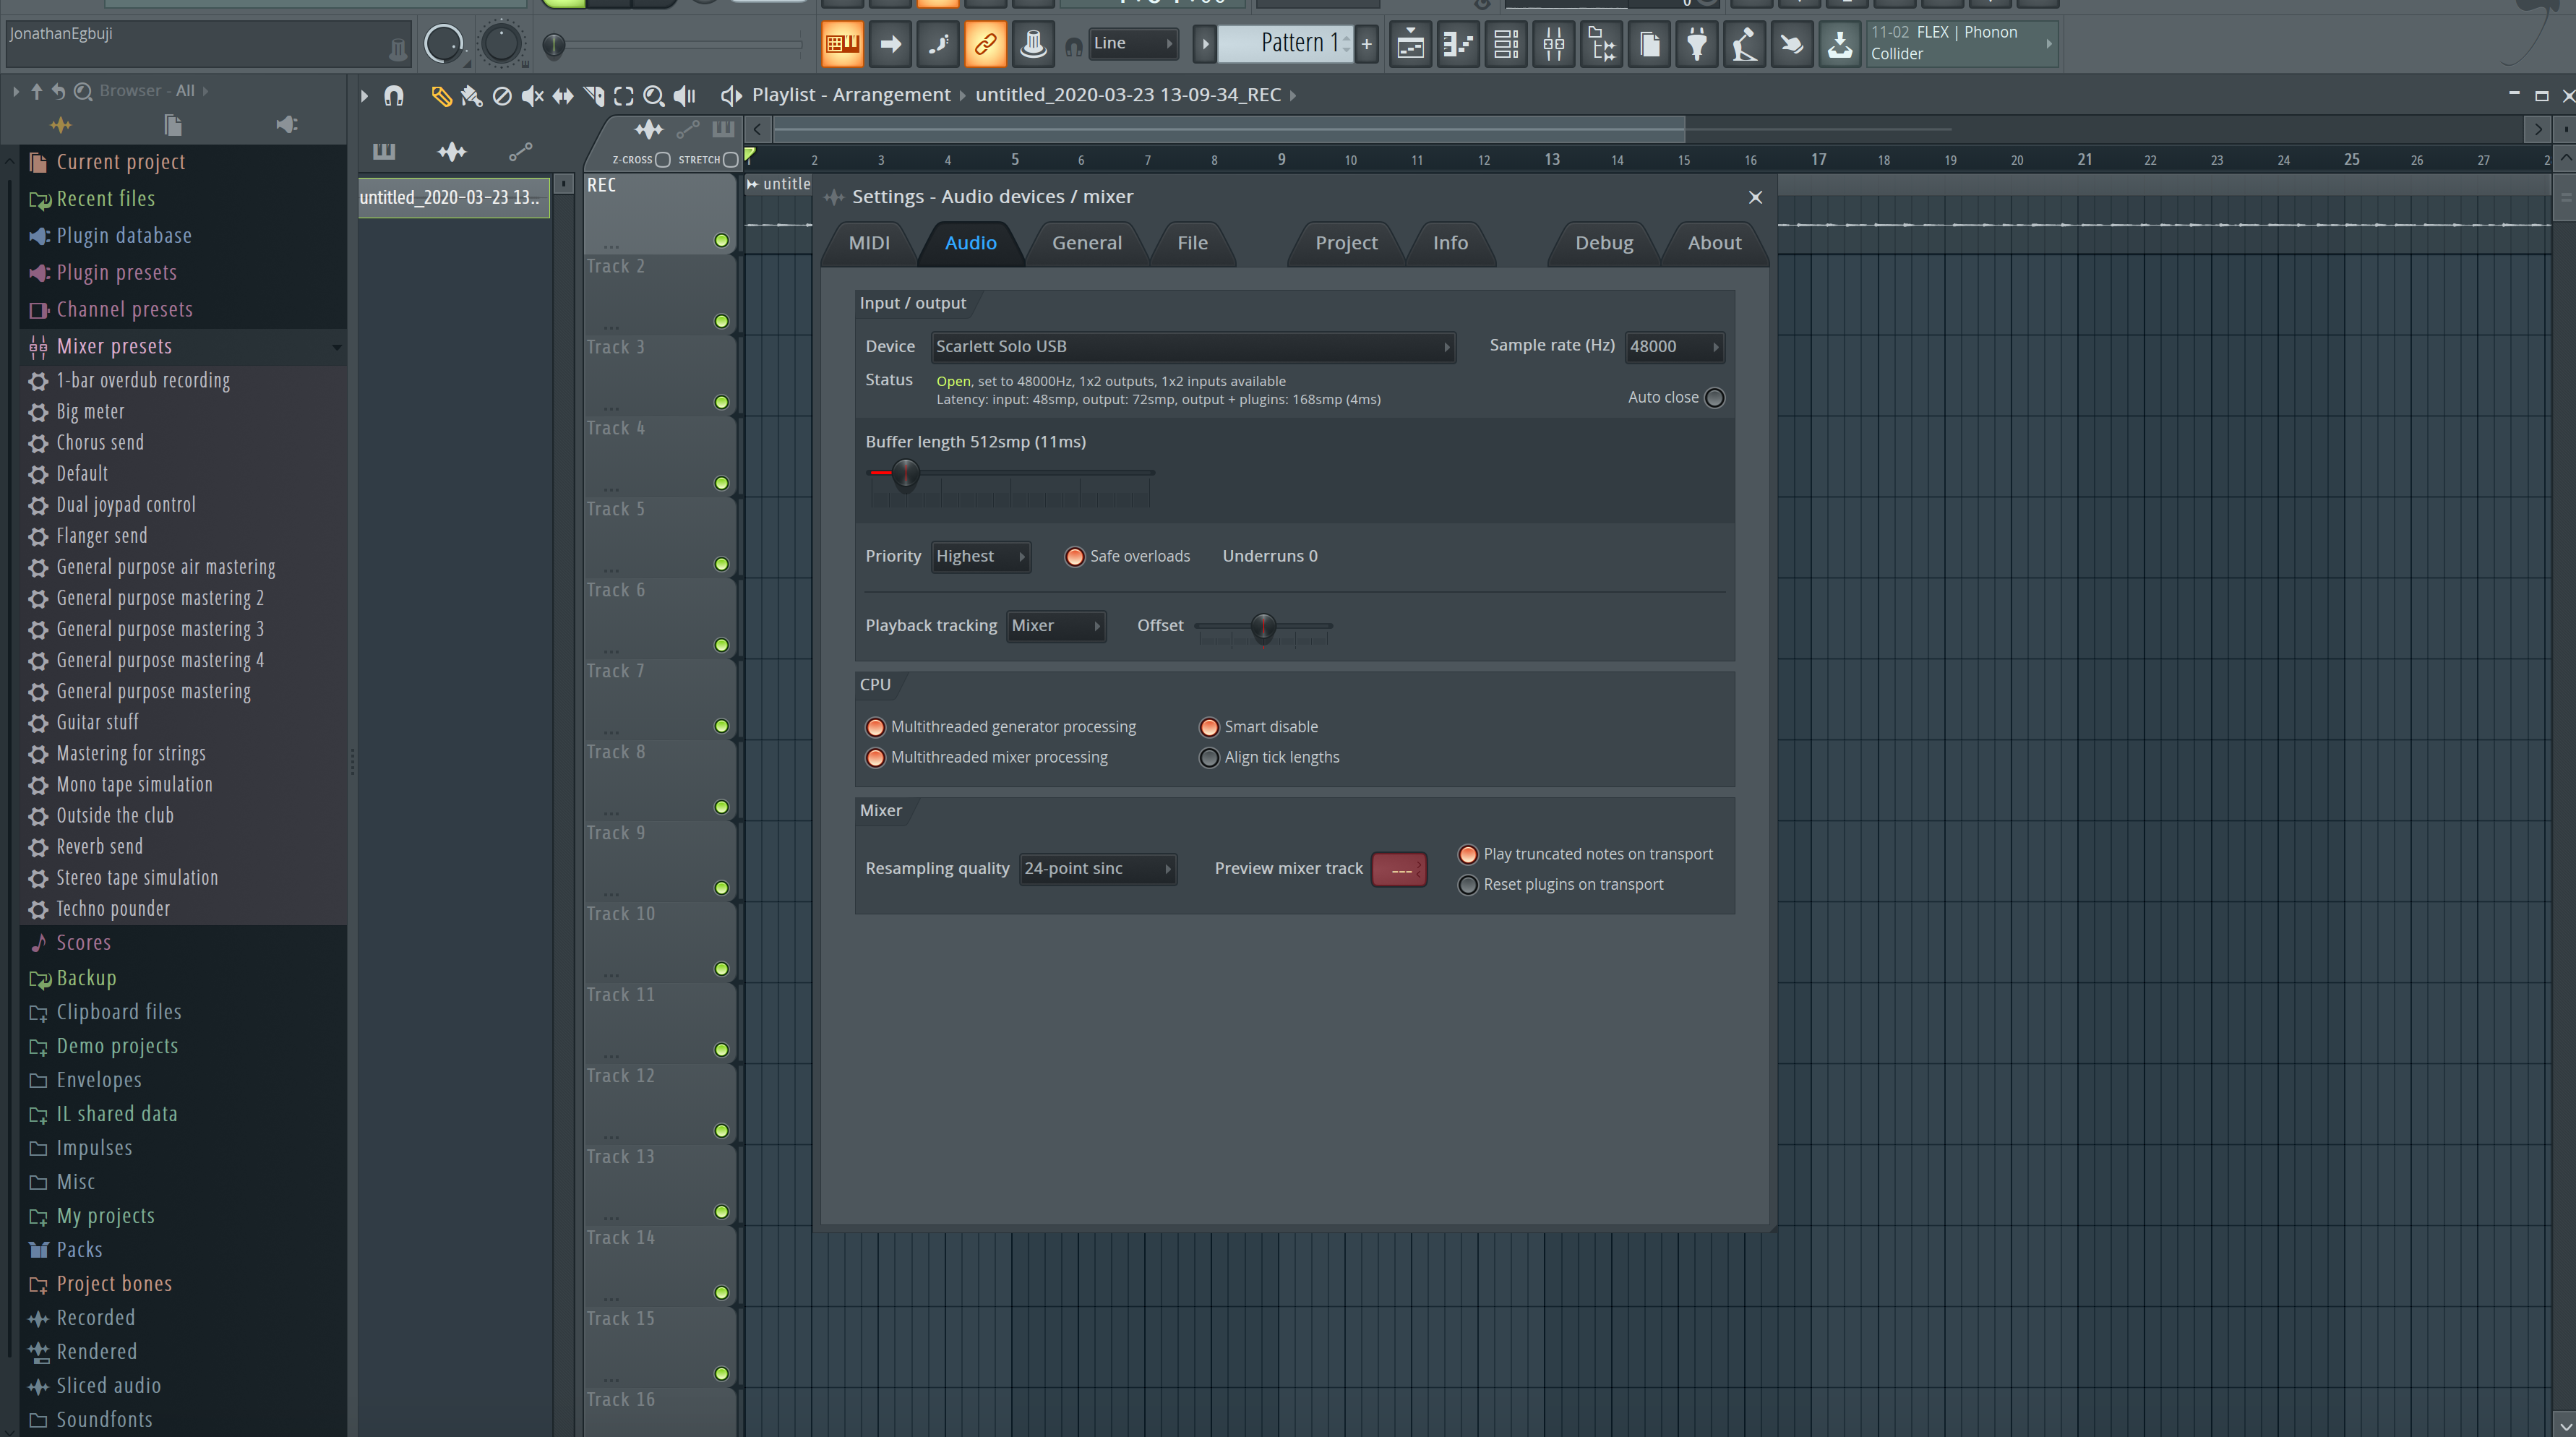 JonathanEgbuji
Line
Pattern 1
+
11-02 FLEX | Phonon
Collider
Browser - All
Playlist - Arrangement
untitled_2020-03-23 13-09-34_REC
Z-CROSS
STRETCH
2 3 4 5 6 7 8 9 10 11 12 13 14 15 16 17 18 19 20 21 22 23 24 25 26 27
Current project
Recent files
Plugin database
Plugin presets
Channel presets
Mixer presets
1-bar overdub recording
Big meter
Chorus send
Default
Dual joypad control
Flanger send
General purpose air mastering
General purpose mastering 2
General purpose mastering 3
General purpose mastering 4
General purpose mastering
Guitar stuff
Mastering for strings
Mono tape simulation
Outside the club
Reverb send
Stereo tape simulation
Techno pounder
Scores
Backup
Clipboard files
Demo projects
Envelopes
IL shared data
Impulses
Misc
My projects
Packs
Project bones
Recorded
Rendered
Sliced audio
Soundfonts
untitled_2020-03-23 13..
REC
untitle
Track 2
Track 3
Track 4
Track 5
Track 6
Track 7
Track 8
Track 9
Track 10
Track 11
Track 12
Track 13
Track 14
Track 15
Track 16
Settings - Audio devices / mixer
MIDI
Audio
General
File
Project
Info
Debug
About
Input / output
Device
Scarlett Solo USB
Sample rate (Hz)
48000
Status
Open, set to 48000Hz, 1x2 outputs, 1x2 inputs available
Latency: input: 48smp, output: 72smp, output + plugins: 168smp (4ms)
Auto close
Buffer length 512smp (11ms)
Priority
Highest
Safe overloads
Underruns 0
Playback tracking
Mixer
Offset
CPU
Multithreaded generator processing
Smart disable
Multithreaded mixer processing
Align tick lengths
Mixer
Resampling quality
24-point sinc
Preview mixer track
---
Play truncated notes on transport
Reset plugins on transport